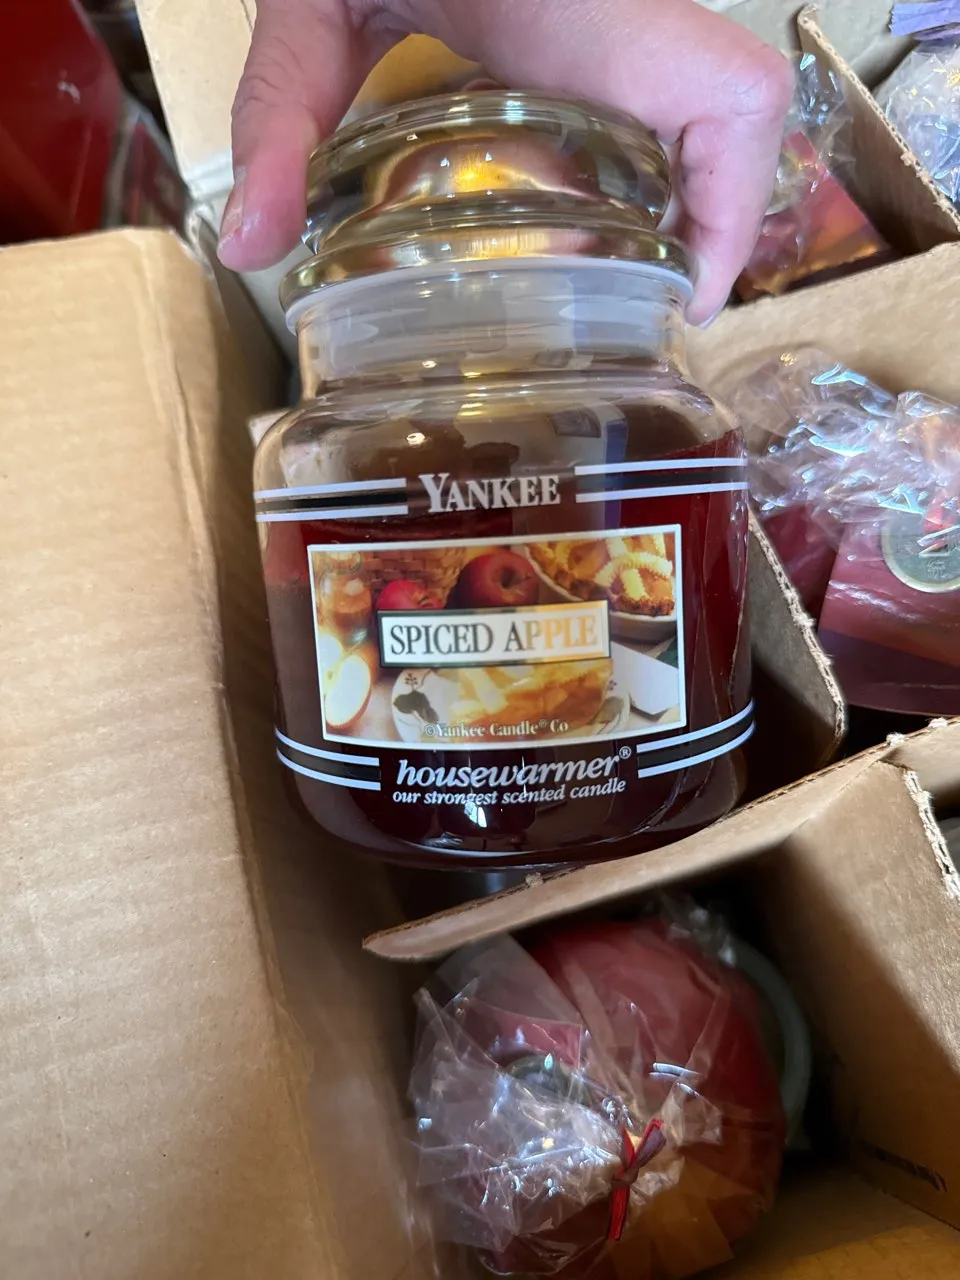 YANKEE
SPICED APPLE
©Yankee Candle® Co
housewarmer®
our strongest scented candle